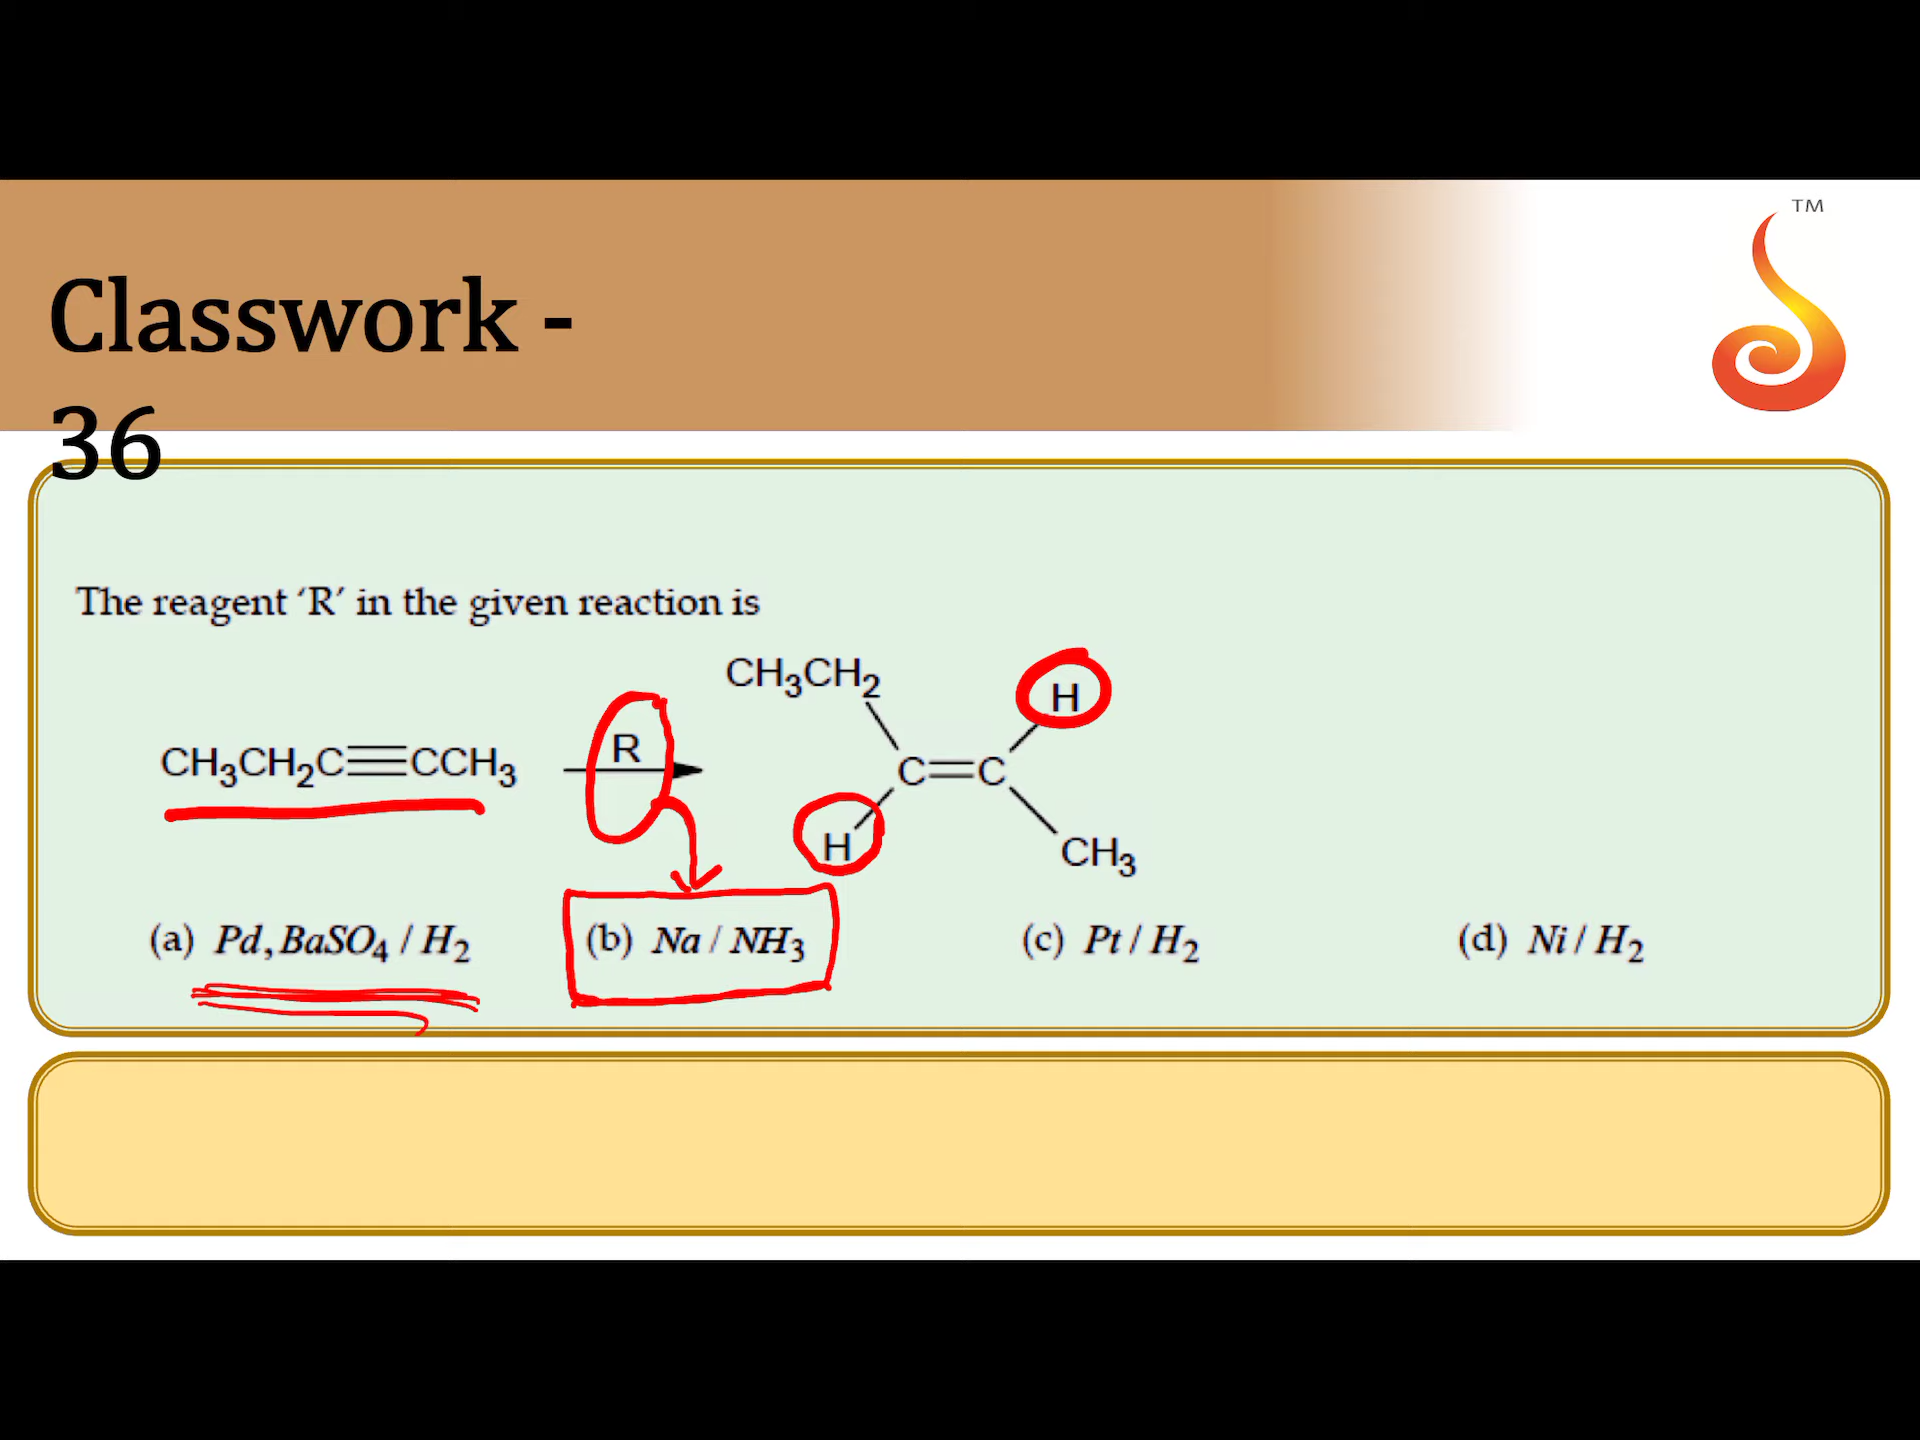 TM
Classwork -
36
The reagent ‘R’ in the given reaction is
CH₃CH₂ H
CH₃CH₂C≡CCH₃ R C=C
H CH₃
(a) Pd, BaSO₄ / H₂ (b) Na / NH₃ (c) Pt / H₂ (d) Ni / H₂